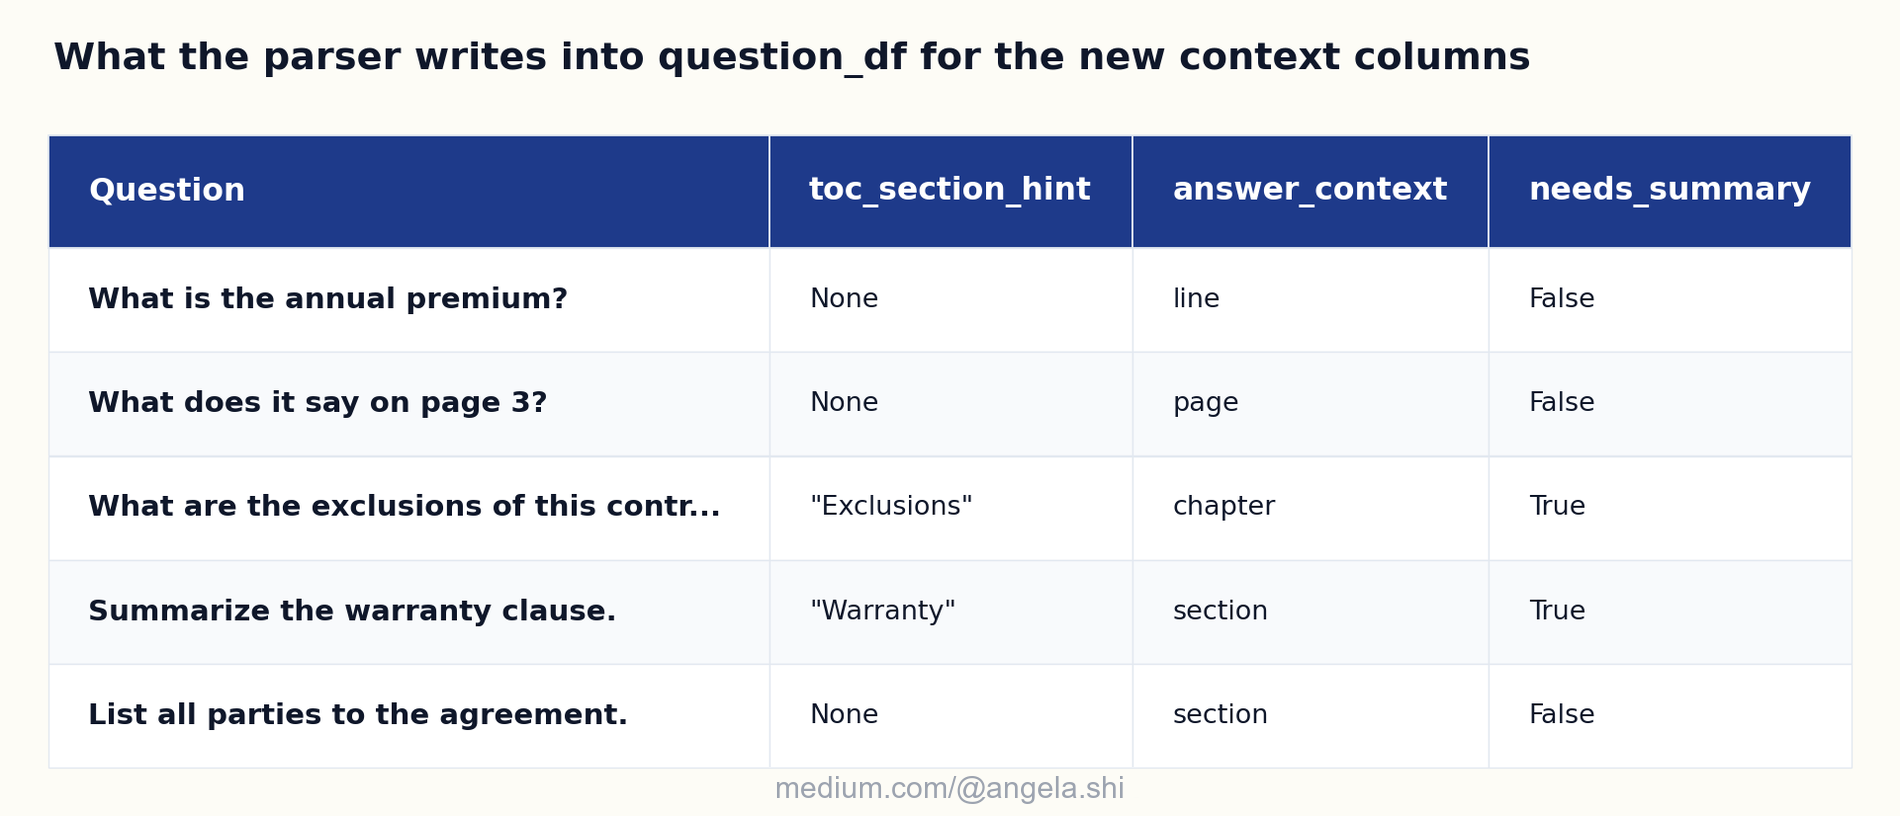 What the parser writes into question_df for the new context columns
Question toc_section_hint answer_context needs_summary
What is the annual premium? None line False
What does it say on page 3? None page False
What are the exclusions of this contr... "Exclusions" chapter True
Summarize the warranty clause. "Warranty" section True
List all parties to the agreement. None section False
medium.com/@angela.shi